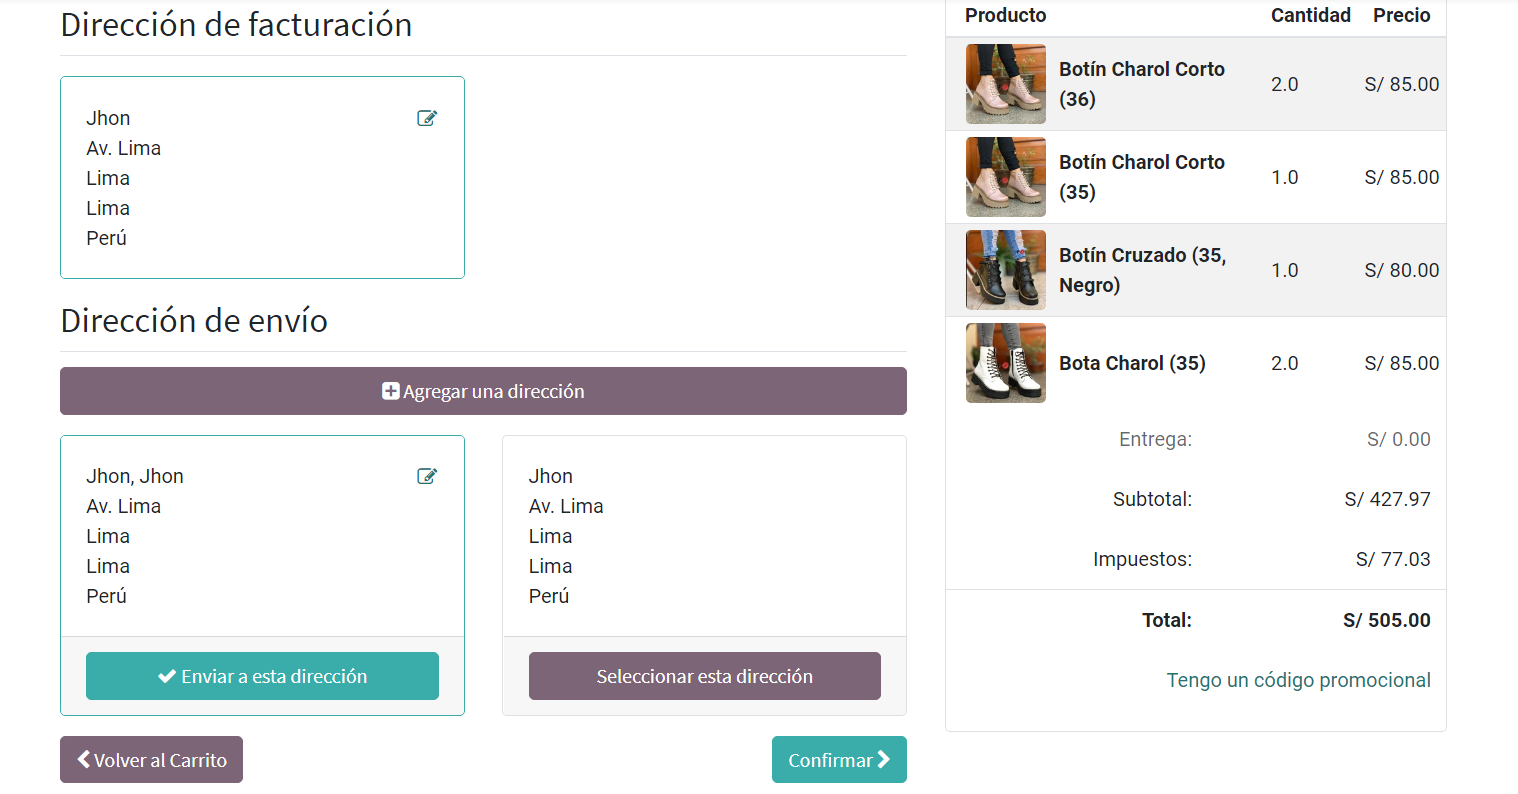 Dirección de facturación
Jhon
Av. Lima
Lima
Lima
Perú
Dirección de envío
Agregar una dirección
Jhon, Jhon
Av. Lima
Lima
Lima
Perú
Enviar a esta dirección
Jhon
Av. Lima
Lima
Lima
Perú
Seleccionar esta dirección
Volver al Carrito
Confirmar
Producto Cantidad Precio
Botín Charol Corto
(36)
2.0 S/ 85.00
Botín Charol Corto
(35)
1.0 S/ 85.00
Botín Cruzado (35,
Negro)
1.0 S/ 80.00
Bota Charol (35) 2.0 S/ 85.00
Entrega: S/ 0.00
Subtotal: S/ 427.97
Impuestos: S/ 77.03
Total: S/ 505.00
Tengo un código promocional